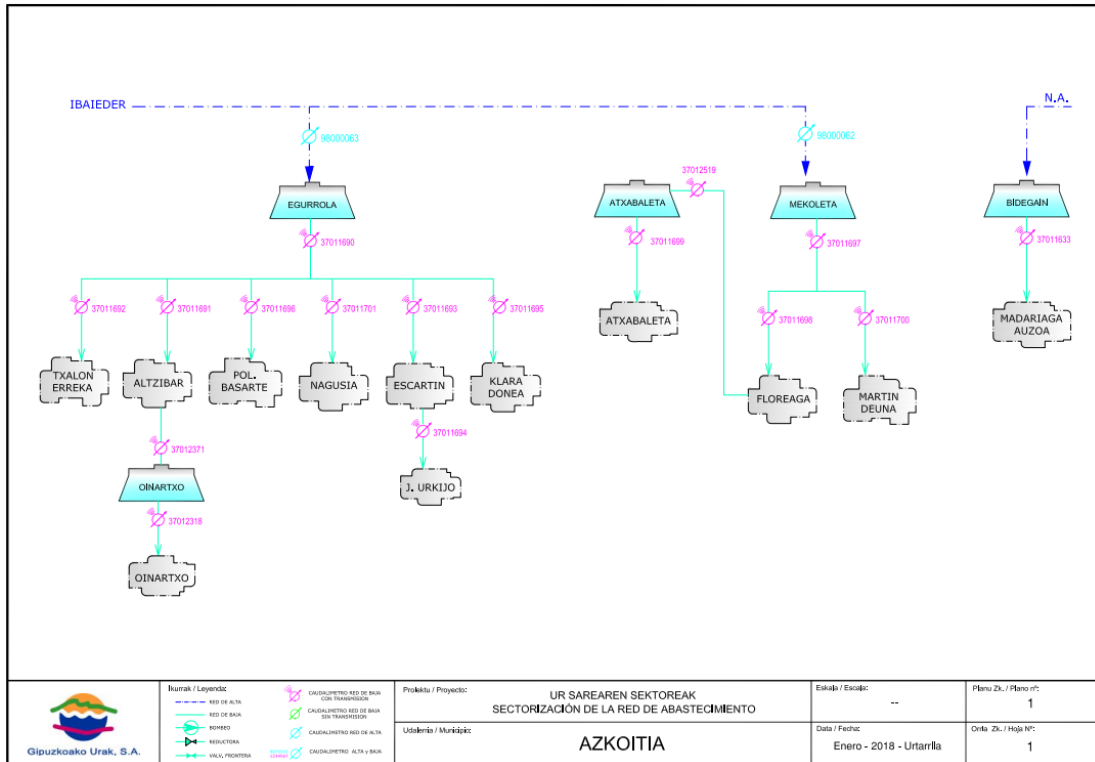 IBAIEDER
N.A.
98000063
98000062
37012519
EGURROLA
ATXABALETA
MEKOLETA
BIDEGAIN
37011690
37011699
37011697
37011633
37011692
37011691
37011696
37011701
37011693
37011695
37011698
37011700
ATXABALETA
MADARIAGA
AUZOA
TXALON
ERREKA
ALTZIBAR
POL.
BASARTE
NAGUSIA
ESCARTIN
KLARA
DONEA
FLOREAGA
MARTIN
DEUNA
37012371
37011694
OINARTXO
J. URKIJO
37012318
OINARTXO
Gipuzkoako Urak, S.A.
Ikurrak / Leyenda:
RED DE ALTA
RED DE BAJA
BOMBEO
REDUCTORA
VALV. FRONTERA
CAUDALIMETRO RED DE BAJA
CON TRANSMISION
CAUDALIMETRO RED DE BAJA
SIN TRANSMISION
CAUDALIMETRO RED DE ALTA
CAUDALIMETRO ALTA y BAJA
Proiektu / Proyecto:
UR SAREAREN SEKTOREAK
SECTORIZACIÓN DE LA RED DE ABASTECIMIENTO
Udalerria / Municipio:
AZKOITIA
Eskala / Escala:
--
Data / Fecha:
Enero - 2018 - Urtarrila
Planu Zk. / Plano nº:
1
Orria Zk. / Hoja Nº:
1